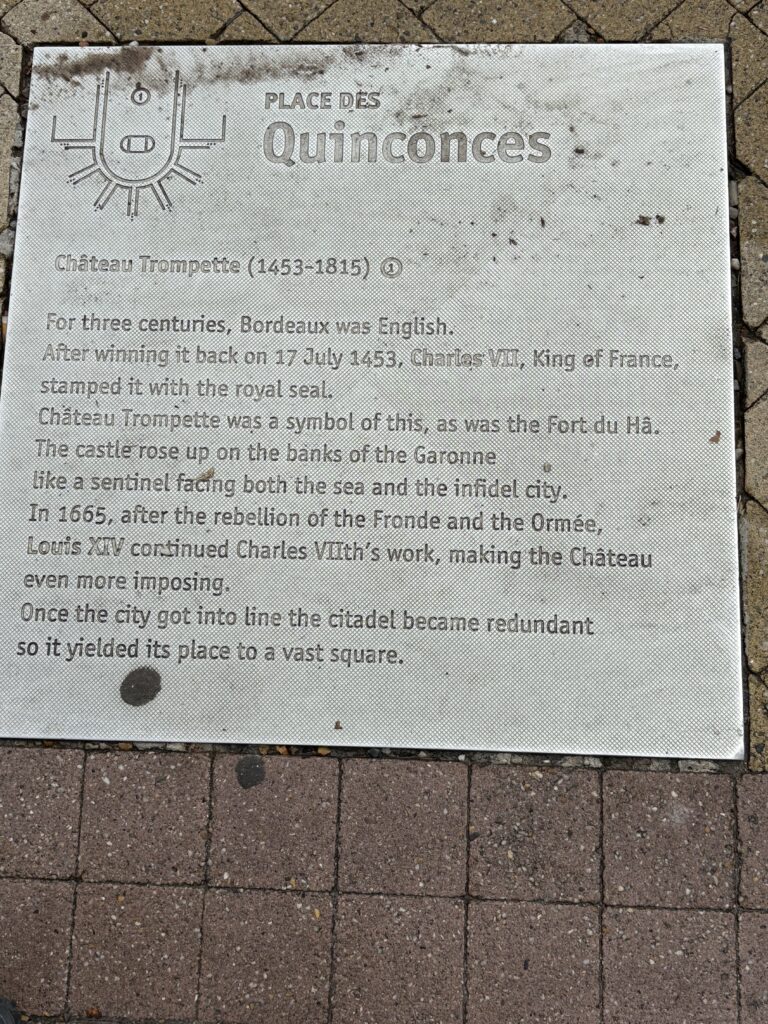 ①
PLACE DES
Quinconces
Château Trompette (1453-1815) ①
For three centuries, Bordeaux was English.
After winning it back on 17 July 1453, Charles VII, King of France,
stamped it with the royal seal.
Château Trompette was a symbol of this, as was the Fort du Hâ.
The castle rose up on the banks of the Garonne
like a sentinel facing both the sea and the infidel city.
In 1665, after the rebellion of the Fronde and the Ormée,
Louis XIV continued Charles VIIth's work, making the Château
even more imposing.
Once the city got into line the citadel became redundant
so it yielded its place to a vast square.